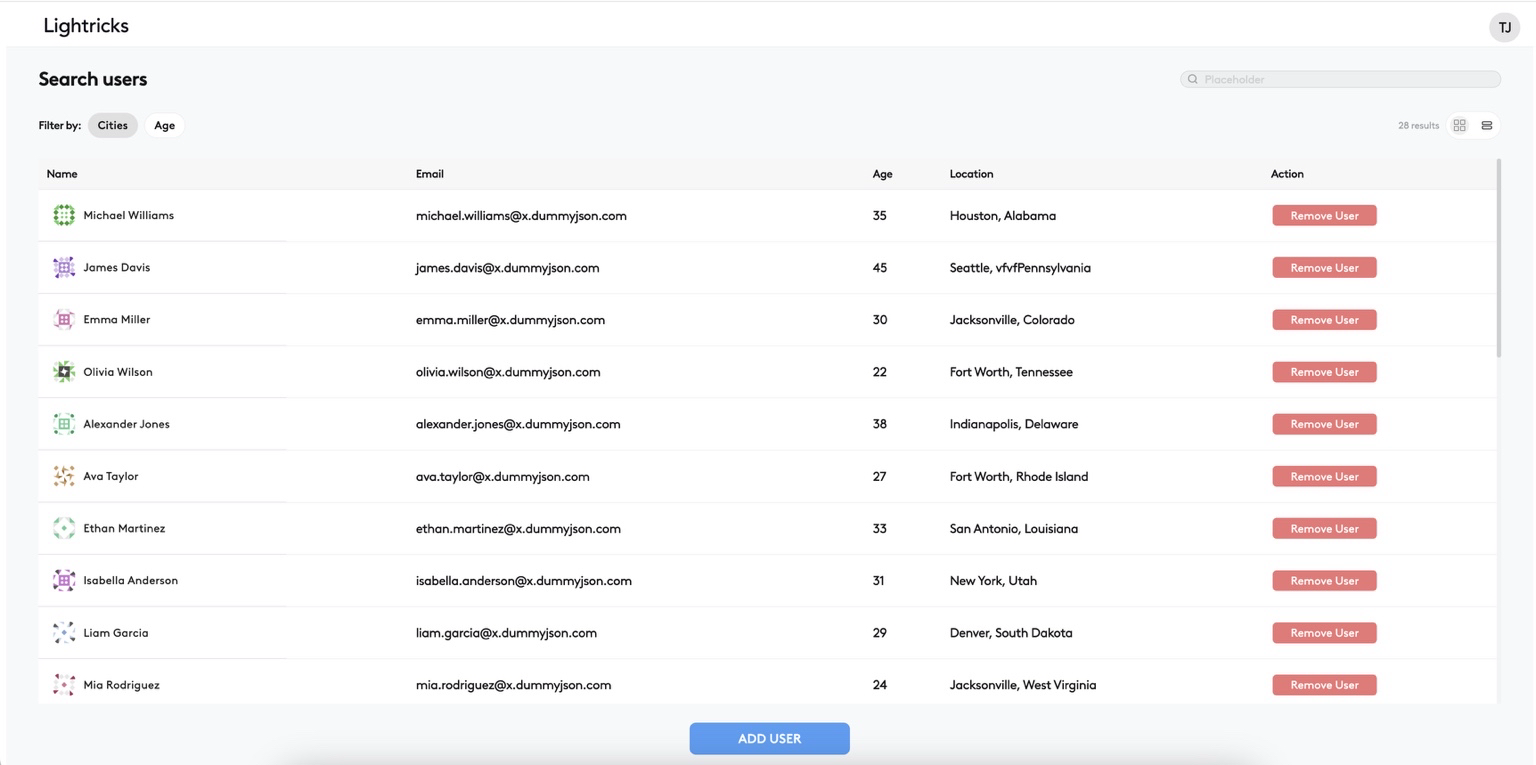 Lightricks
TJ
Search users
Placeholder
Filter by: Cities Age
28 results
Name Email Age Location Action
Michael Williams michael.williams@x.dummyjson.com 35 Houston, Alabama Remove User
James Davis james.davis@x.dummyjson.com 45 Seattle, vfvfPennsylvania Remove User
Emma Miller emma.miller@x.dummyjson.com 30 Jacksonville, Colorado Remove User
Olivia Wilson olivia.wilson@x.dummyjson.com 22 Fort Worth, Tennessee Remove User
Alexander Jones alexander.jones@x.dummyjson.com 38 Indianapolis, Delaware Remove User
Ava Taylor ava.taylor@x.dummyjson.com 27 Fort Worth, Rhode Island Remove User
Ethan Martinez ethan.martinez@x.dummyjson.com 33 San Antonio, Louisiana Remove User
Isabella Anderson isabella.anderson@x.dummyjson.com 31 New York, Utah Remove User
Liam Garcia liam.garcia@x.dummyjson.com 29 Denver, South Dakota Remove User
Mia Rodriguez mia.rodriguez@x.dummyjson.com 24 Jacksonville, West Virginia Remove User
ADD USER